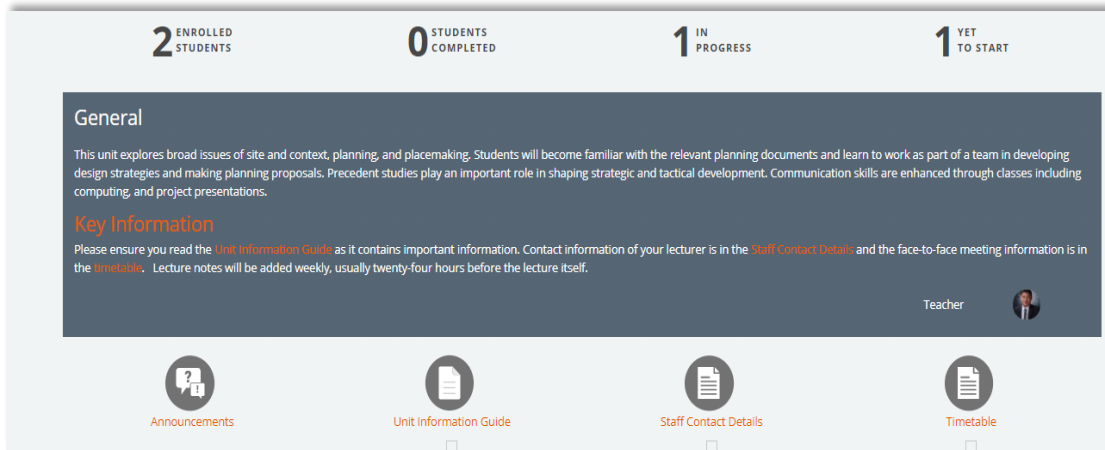 2 ENROLLED STUDENTS
0 STUDENTS COMPLETED
1 IN PROGRESS
1 YET TO START
General
This unit explores broad issues of site and context, planning, and placemaking. Students will become familiar with the relevant planning documents and learn to work as part of a team in developing
design strategies and making planning proposals. Precedent studies play an important role in shaping strategic and tactical development. Communication skills are enhanced through classes including
computing, and project presentations.
Key Information
Please ensure you read the Unit Information Guide as it contains important information. Contact information of your lecturer is in the Staff Contact Details and the face-to-face meeting information is in
the timetable. Lecture notes will be added weekly, usually twenty-four hours before the lecture itself.
Teacher
Announcements
Unit Information Guide
Staff Contact Details
Timetable